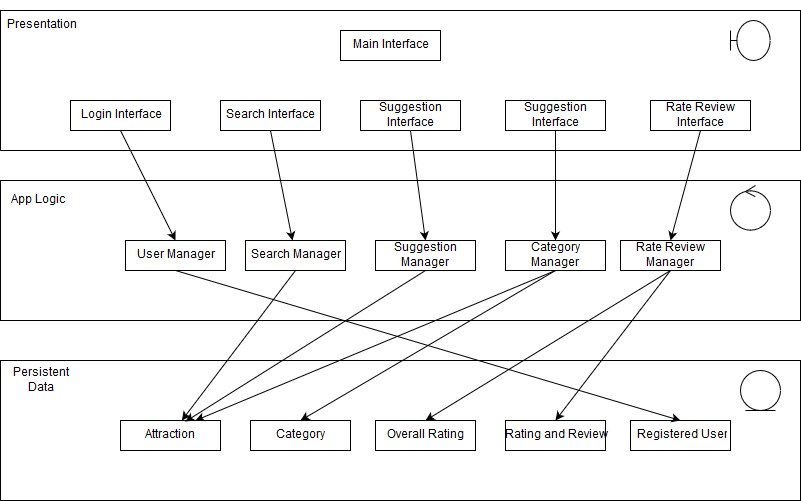 Presentation
Main Interface
Login Interface
Search Interface
Suggestion
Interface
Suggestion
Interface
Rate Review
Interface
App Logic
User Manager
Search Manager
Suggestion
Manager
Category
Manager
Rate Review
Manager
Persistent
Data
Attraction
Category
Overall Rating
Rating and Review
Registered User